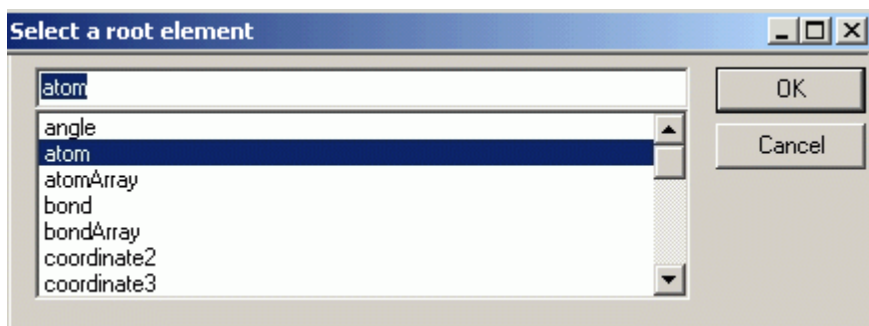 Select a root element
atom
OK
angle
atom
Cancel
atomArray
bond
bondArray
coordinate2
coordinate3